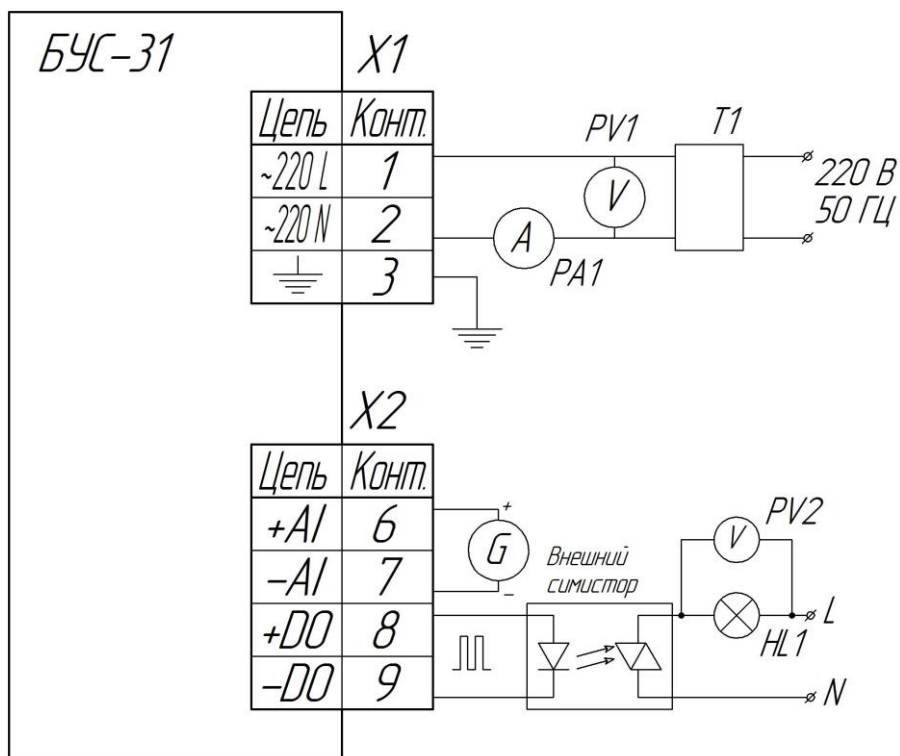 БУС-31
X1
Цепь Конт.
~220 L 1
~220 N 2
3
PV1
V
T1
A
PA1
220 В
50 ГЦ
X2
Цепь Конт.
+AI 6
-AI 7
+DO 8
-DO 9
+
G
-
Внешний
симистор
PV2
V
HL1
L
N